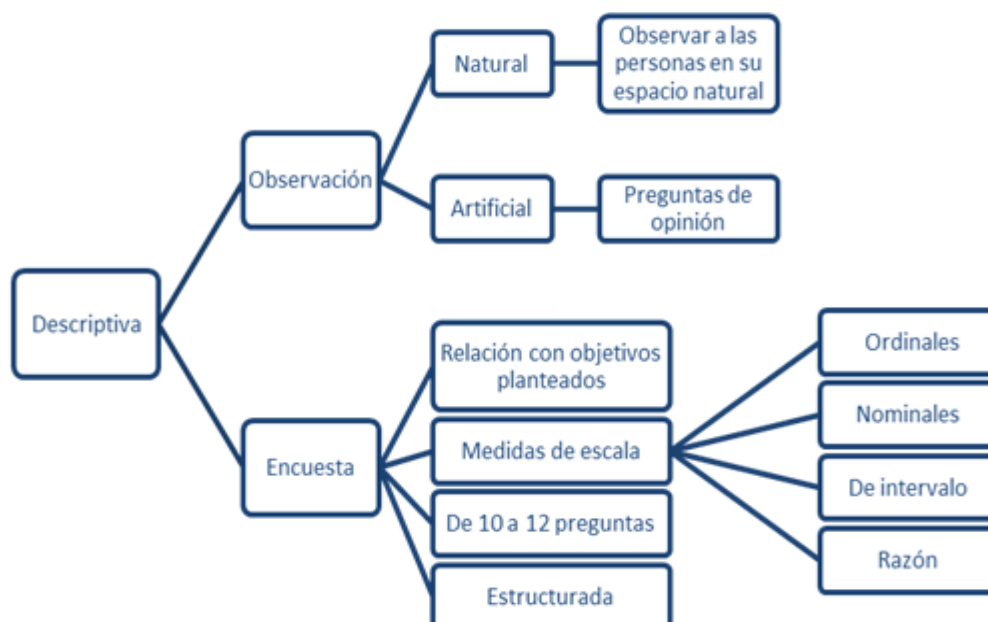 Descriptiva
Observación
Natural
Observar a las
personas en su
espacio natural
Artificial
Preguntas de
opinión
Encuesta
Relación con objetivos
planteados
Medidas de escala
Ordinales
Nominales
De intervalo
Razón
De 10 a 12 preguntas
Estructurada